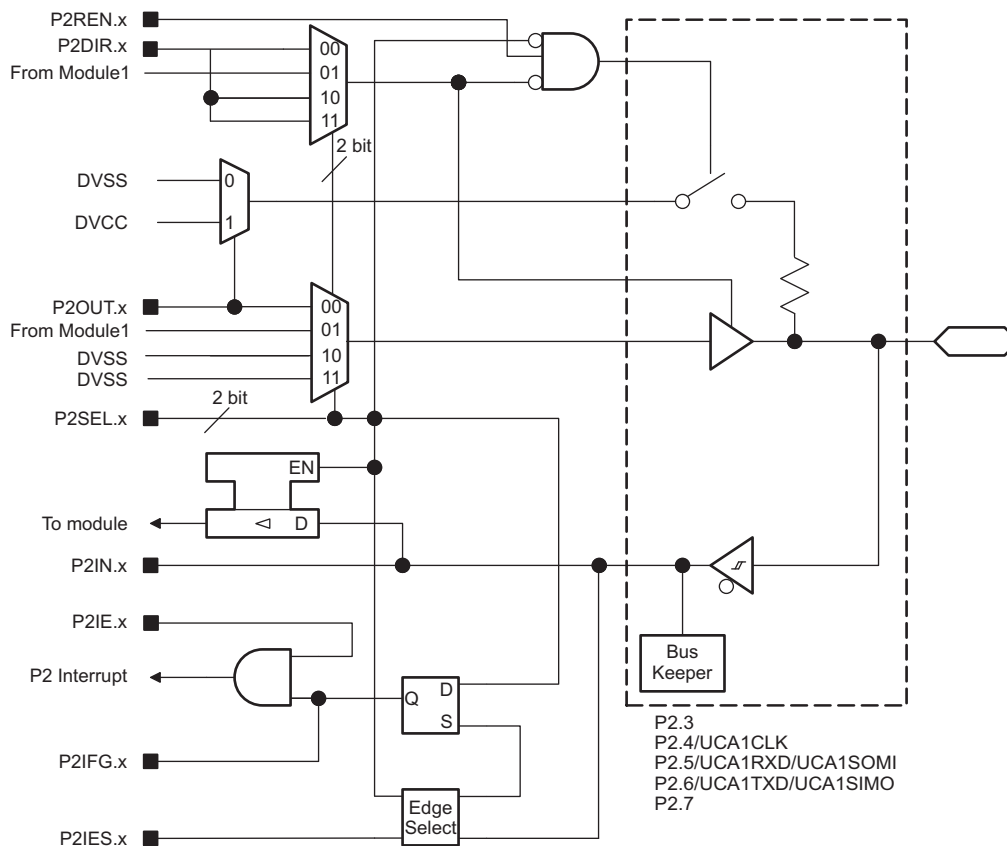 P2REN.x
P2DIR.x
00
From Module1
01
10
11
2 bit
DVSS
0
DVCC
1
P2OUT.x
00
From Module1
01
DVSS
10
DVSS
11
2 bit
P2SEL.x
EN
To module
D
P2IN.x
P2IE.x
Bus
Keeper
P2 Interrupt
Q
D
S
P2IFG.x
P2.3
P2.4/UCA1CLK
P2.5/UCA1RXD/UCA1SOMI
P2.6/UCA1TXD/UCA1SIMO
P2.7
Edge
Select
P2IES.x